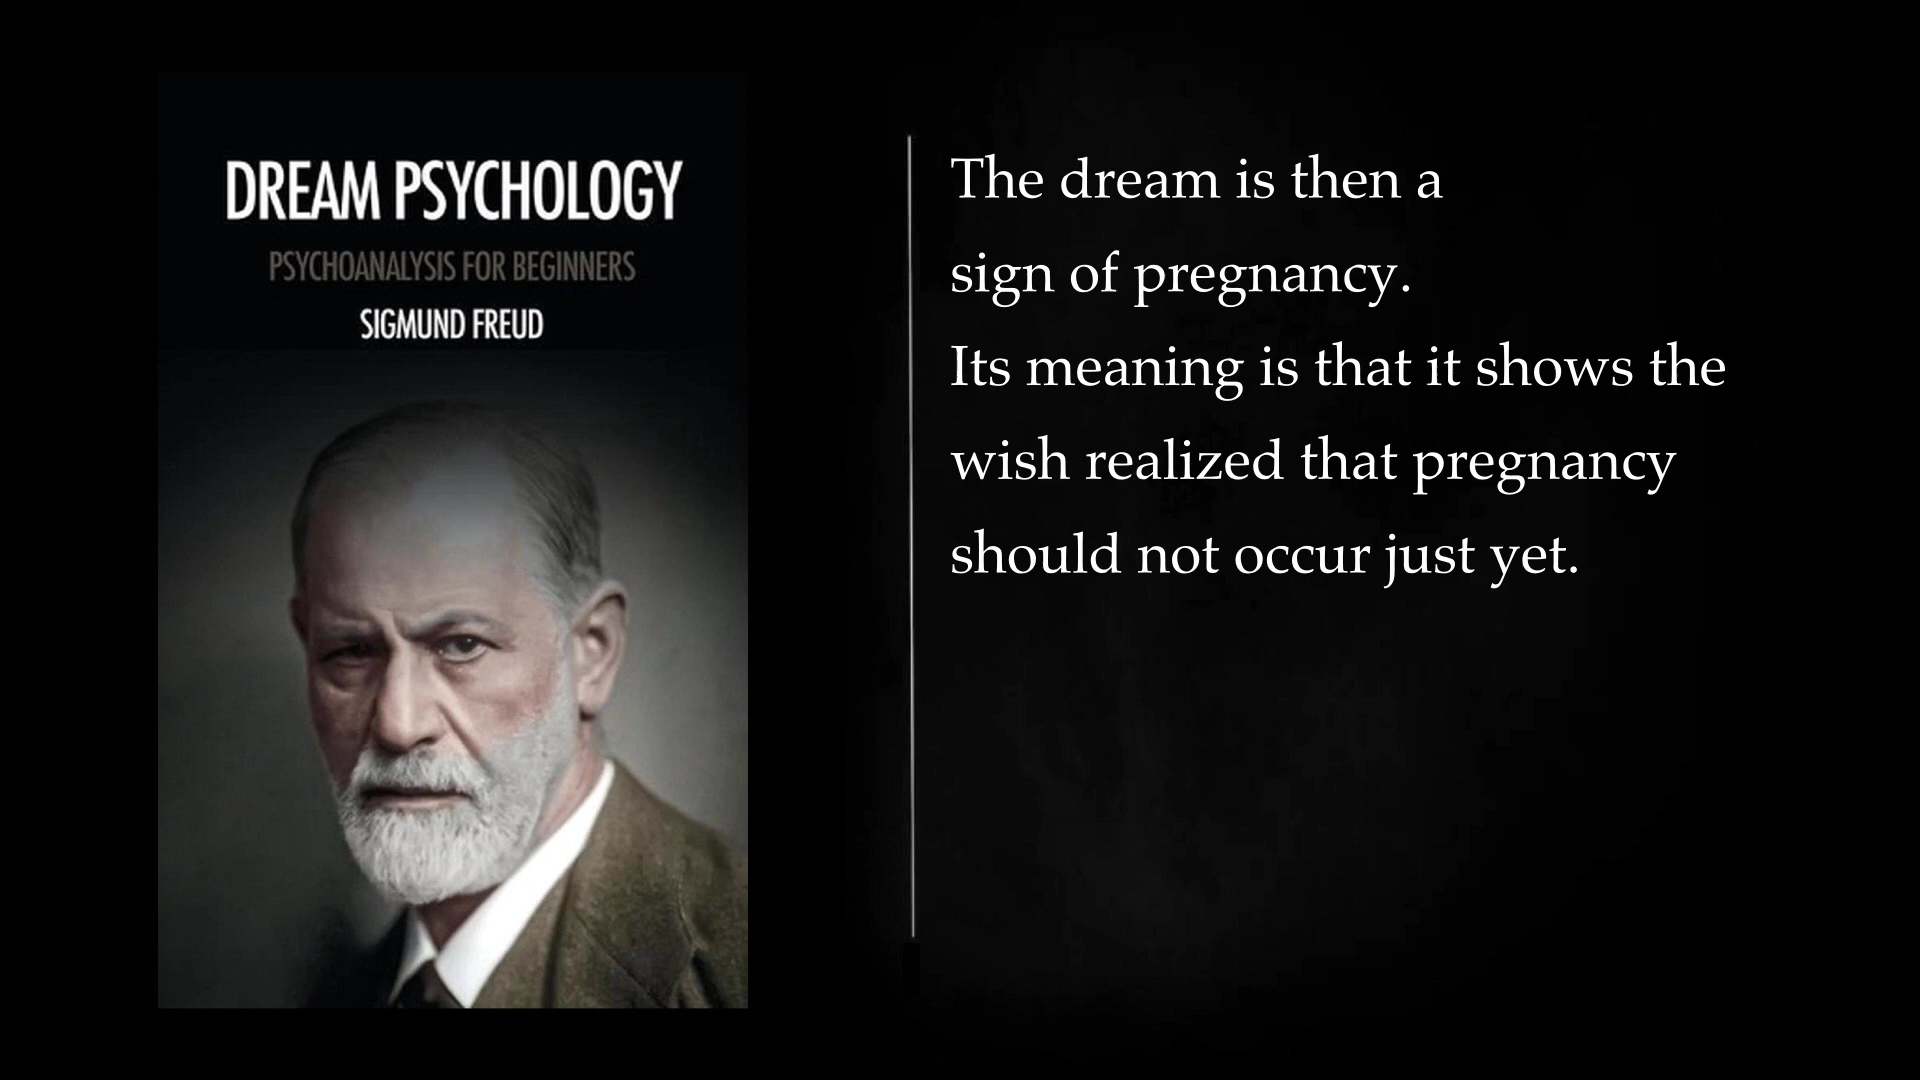 DREAM PSYCHOLOGY
PSYCHOANALYSIS FOR BEGINNERS
SIGMUND FREUD
The dream is then a
sign of pregnancy.
Its meaning is that it shows the
wish realized that pregnancy
should not occur just yet.